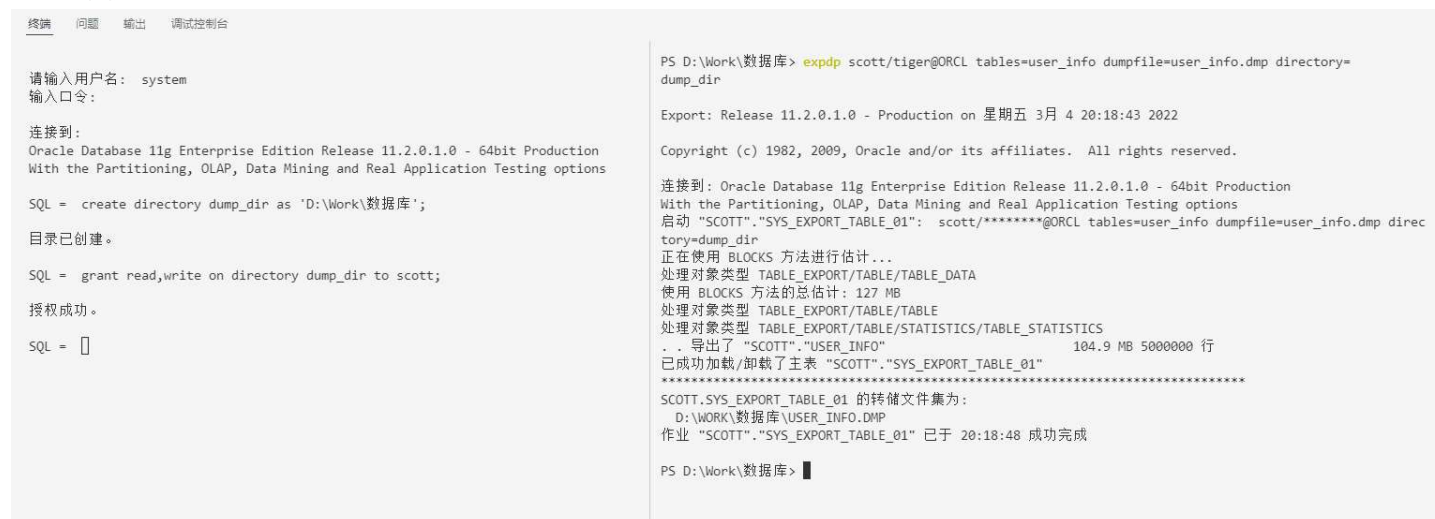 终端 问题 输出 调试控制台
请输入用户名: system
输入口令:
连接到:
Oracle Database 11g Enterprise Edition Release 11.2.0.1.0 - 64bit Production
With the Partitioning, OLAP, Data Mining and Real Application Testing options
SQL = create directory dump_dir as 'D:\Work\数据库';
目录已创建。
SQL = grant read,write on directory dump_dir to scott;
授权成功。
SQL =
PS D:\Work\数据库> expdp scott/tiger@ORCL tables=user_info dumpfile=user_info.dmp directory=
dump_dir
Export: Release 11.2.0.1.0 - Production on 星期五 3月 4 20:18:43 2022
Copyright (c) 1982, 2009, Oracle and/or its affiliates. All rights reserved.
连接到: Oracle Database 11g Enterprise Edition Release 11.2.0.1.0 - 64bit Production
With the Partitioning, OLAP, Data Mining and Real Application Testing options
启动 "SCOTT"."SYS_EXPORT_TABLE_01": scott/********@ORCL tables=user_info dumpfile=user_info.dmp direc
tory=dump_dir
正在使用 BLOCKS 方法进行估计...
处理对象类型 TABLE_EXPORT/TABLE/TABLE_DATA
使用 BLOCKS 方法的总估计: 127 MB
处理对象类型 TABLE_EXPORT/TABLE/TABLE
处理对象类型 TABLE_EXPORT/TABLE/STATISTICS/TABLE_STATISTICS
. . 导出了 "SCOTT"."USER_INFO" 104.9 MB 5000000 行
已成功加载/卸载了主表 "SCOTT"."SYS_EXPORT_TABLE_01"
******************************************************************************
SCOTT.SYS_EXPORT_TABLE_01 的转储文件集为:
D:\WORK\数据库\USER_INFO.DMP
作业 "SCOTT"."SYS_EXPORT_TABLE_01" 已于 20:18:48 成功完成
PS D:\Work\数据库>